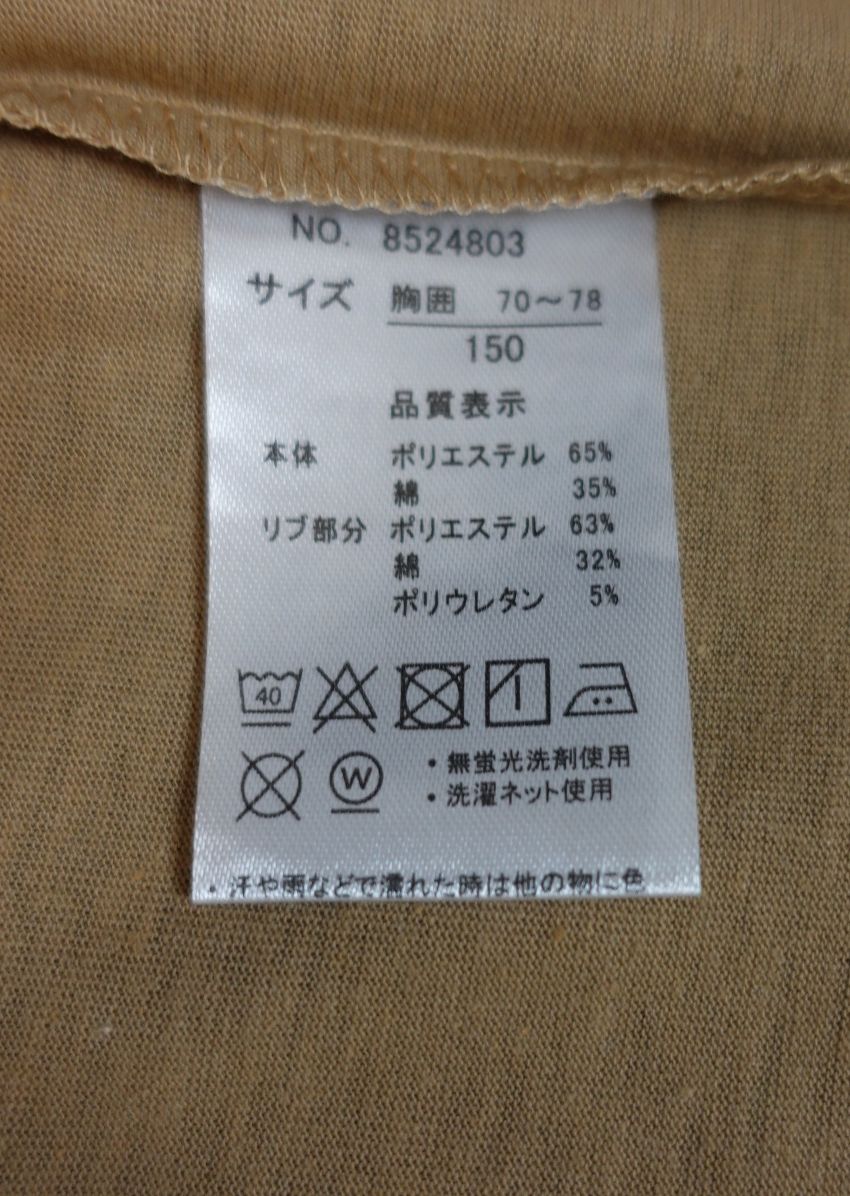 NO. 8524803
サイズ 胸囲 70～78
150
品質表示
本体 ポリエステル 65%
綿 35%
リブ部分 ポリエステル 63%
綿 32%
ポリウレタン 5%
40
W
・無蛍光洗剤使用
・洗濯ネット使用
・汗や雨などで濡れた時は他の物に色